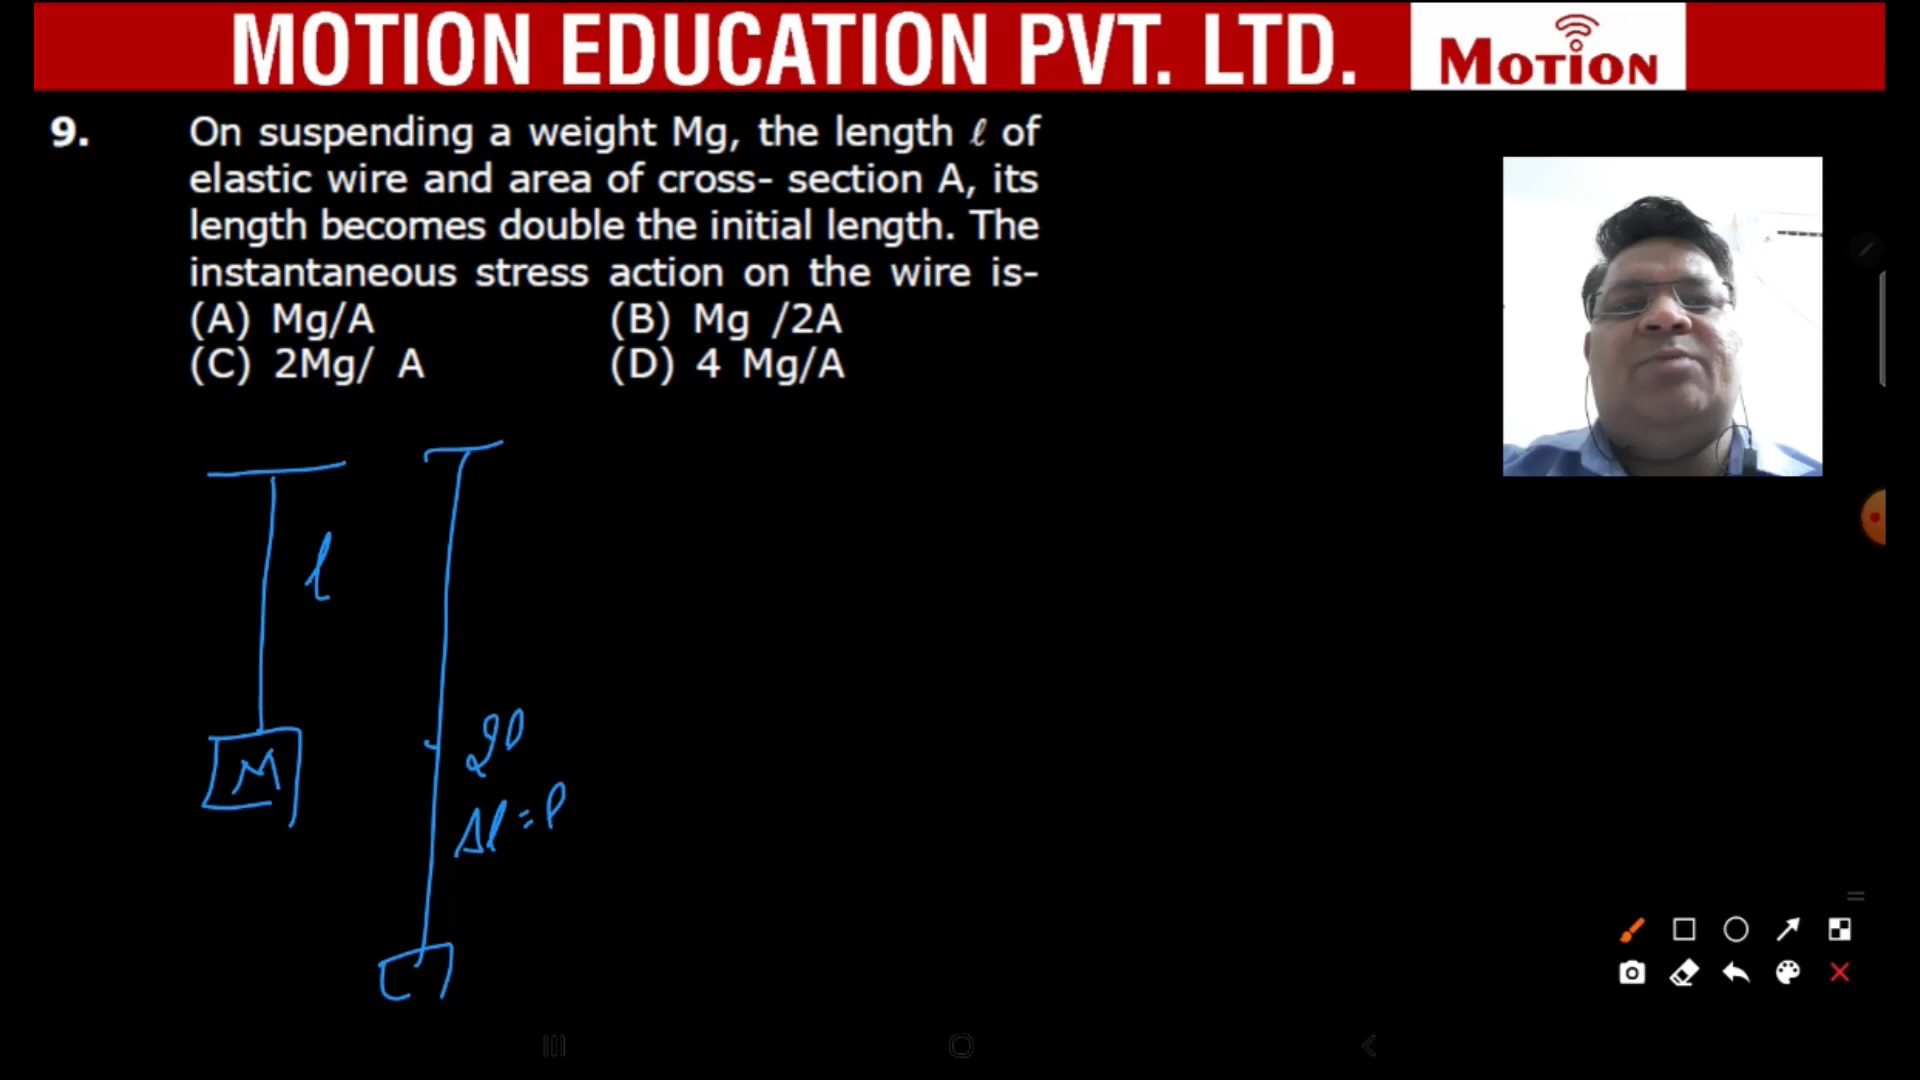 MOTION EDUCATION PVT. LTD.
MOTION
9. On suspending a weight Mg, the length ℓ of
elastic wire and area of cross- section A, its
length becomes double the initial length. The
instantaneous stress action on the wire is-
(A) Mg/A (B) Mg /2A
(C) 2Mg/ A (D) 4 Mg/A
l
M
2l
Δl = l